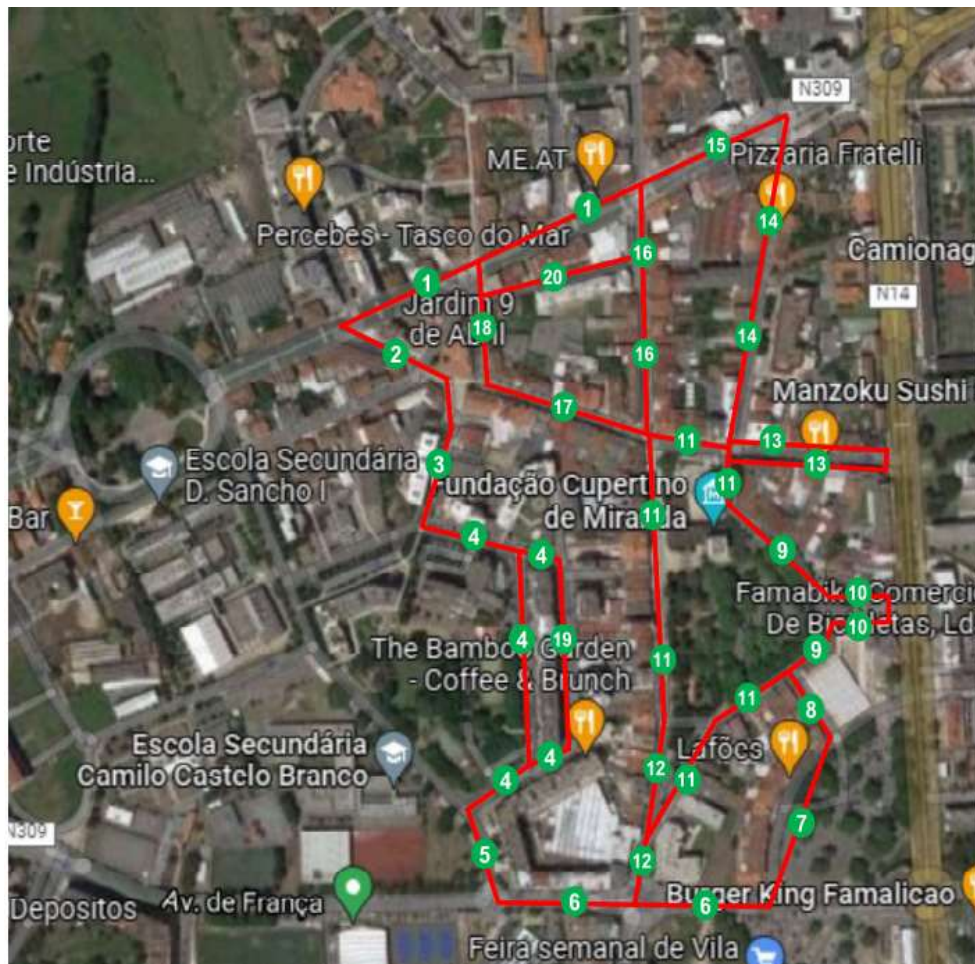 N309
orte
e Indústria...
ME.AT
15
Pizzaria Fratelli
1
14
Percebes - Tasco do Mar
16
Camionag
20
1
N14
Jardim 9
de Ab il
18
14
2
16
Manzoku Sushi
17
11
13
Escola Secundária
D. Sancho I
3
13
Fundação Cupertino
de Miranda
11
Bar
11
4
4
9
Famabik Comercio
De Bicicletas, Ld
10
10
The Bamboo Garden
- Coffee & Brunch
4
19
11
9
11
8
Escola Secundária
Camilo Castelo Branco
Lafões
4
4
12
11
7
N309
5
12
Av. de França
Burger King Famalicao
Depositos
6
6
Feira semanal de Vila